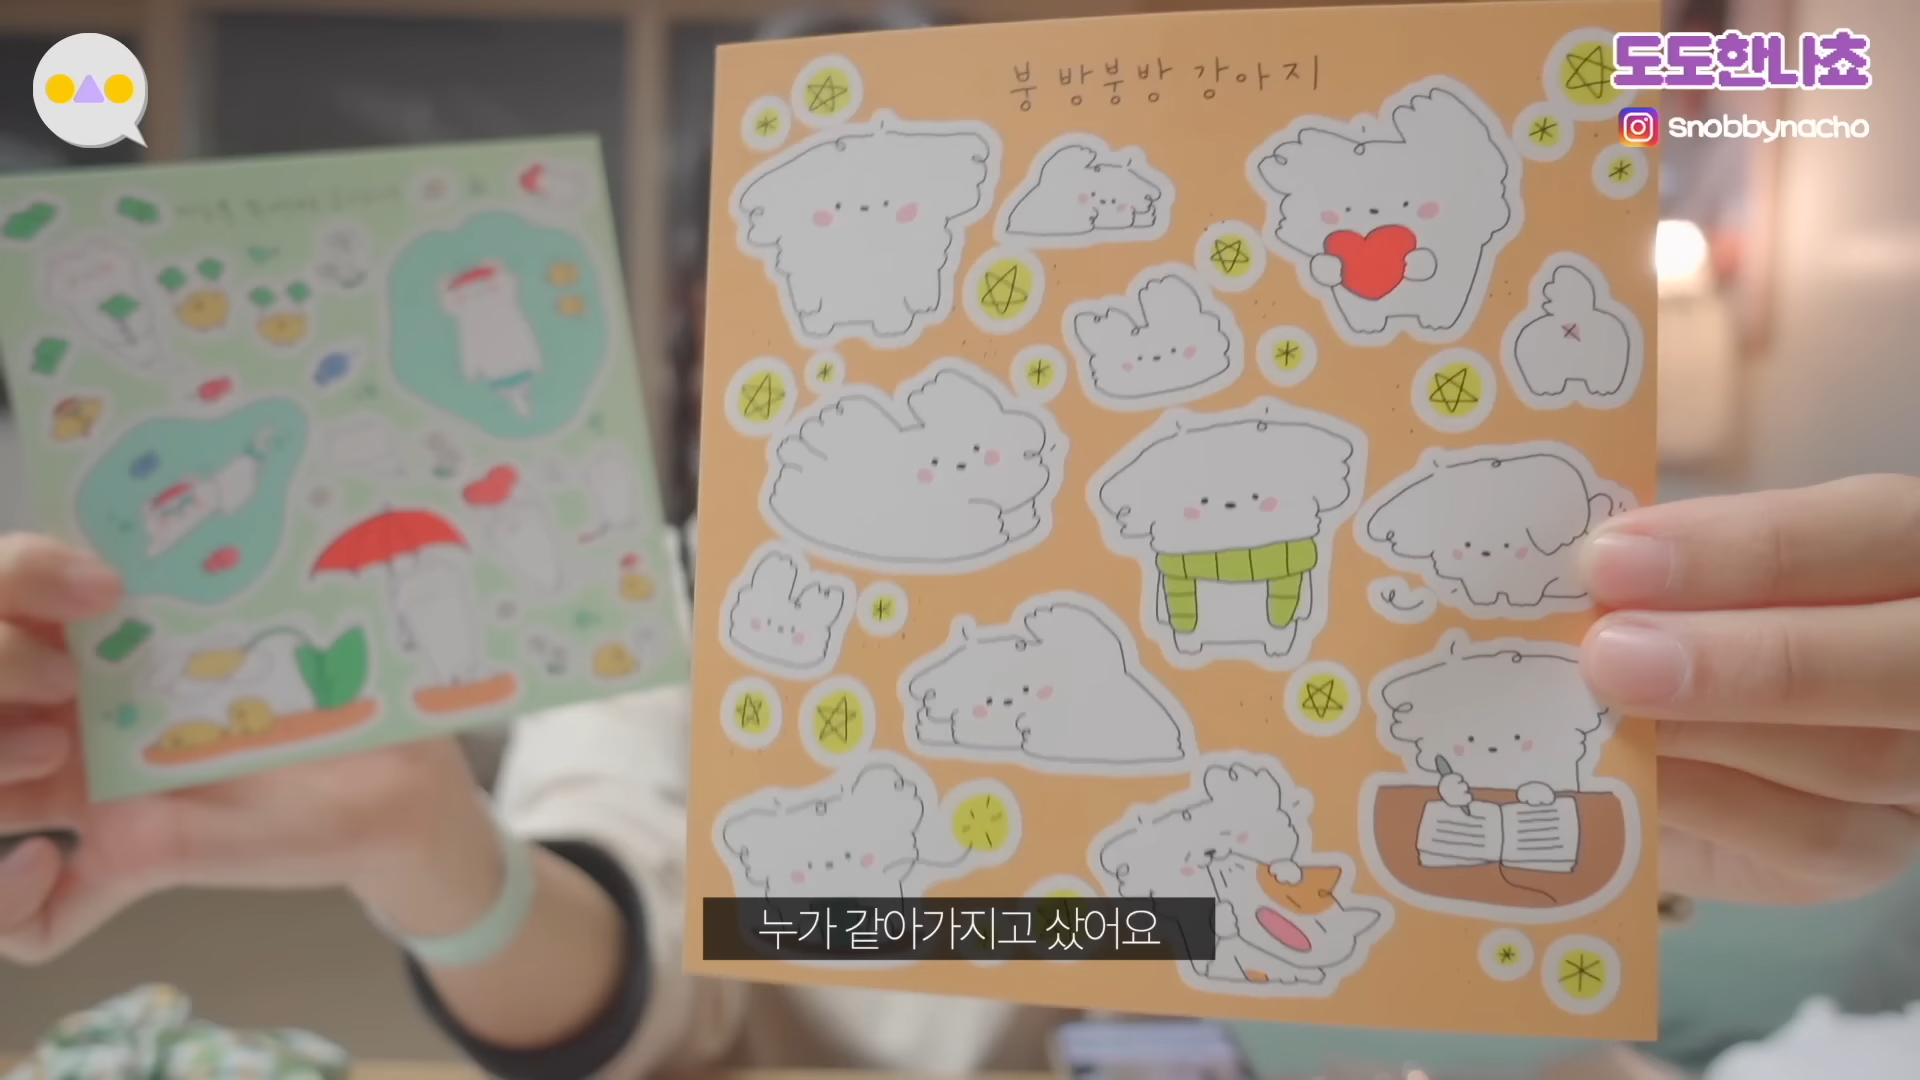 붕방붕방 강아지
도도한나쵸
snobbynacho
누가 같아가지고 샀어요